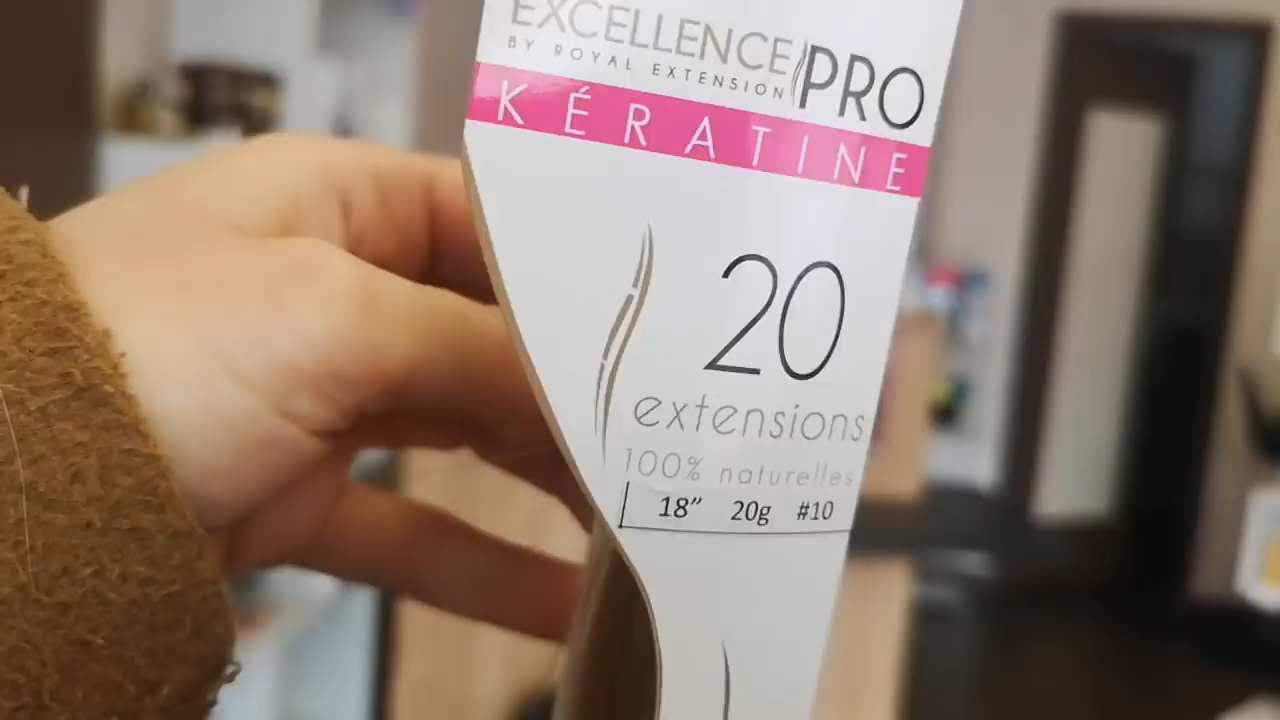 EXCELLENCE PRO
BY ROYAL EXTENSION
KÉRATINE
20
extensions
100% naturelles
18” 20g #10